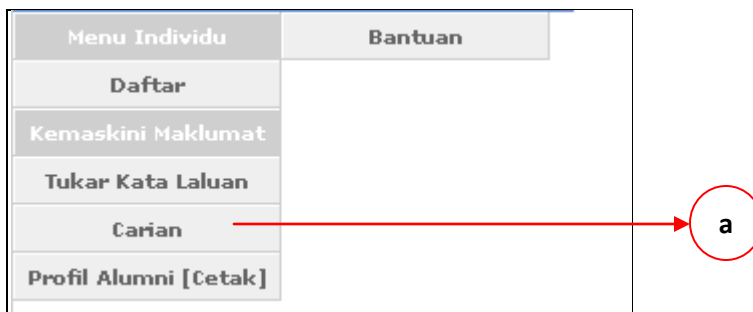 Menu Individu Bantuan
Daftar
Kemaskini Maklumat
Tukar Kata Laluan
Carian
a
Profil Alumni [Cetak]